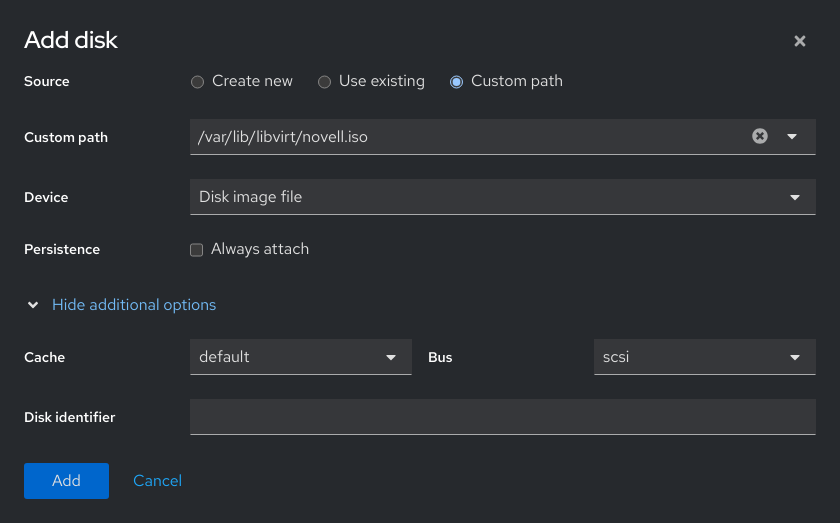 Add disk
Source Create new Use existing Custom path
Custom path /var/lib/libvirt/novell.iso
Device Disk image file
Persistence Always attach
Hide additional options
Cache default Bus scsi
Disk identifier
Add Cancel